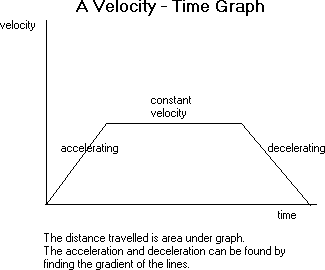 A Velocity - Time Graph
velocity
constant
velocity
accelerating
decelerating
time
The distance travelled is area under graph.
The acceleration and deceleration can be found by
finding the gradient of the lines.